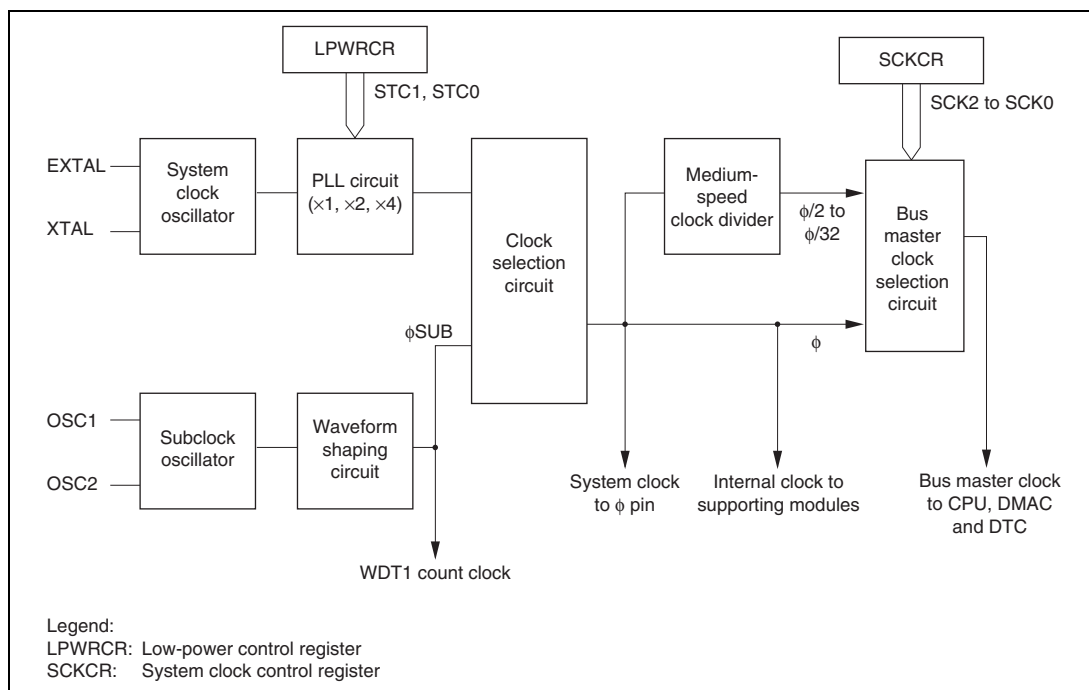 LPWRCR
STC1, STC0
SCKCR
SCK2 to SCK0
EXTAL
XTAL
System
clock
oscillator
PLL circuit
(×1, ×2, ×4)
Clock
selection
circuit
Medium-
speed
clock divider
ϕ/2 to
ϕ/32
Bus
master
clock
selection
circuit
ϕSUB
ϕ
OSC1
OSC2
Subclock
oscillator
Waveform
shaping
circuit
System clock
to ϕ pin
Internal clock to
supporting modules
Bus master clock
to CPU, DMAC
and DTC
WDT1 count clock
Legend:
LPWRCR: Low-power control register
SCKCR: System clock control register